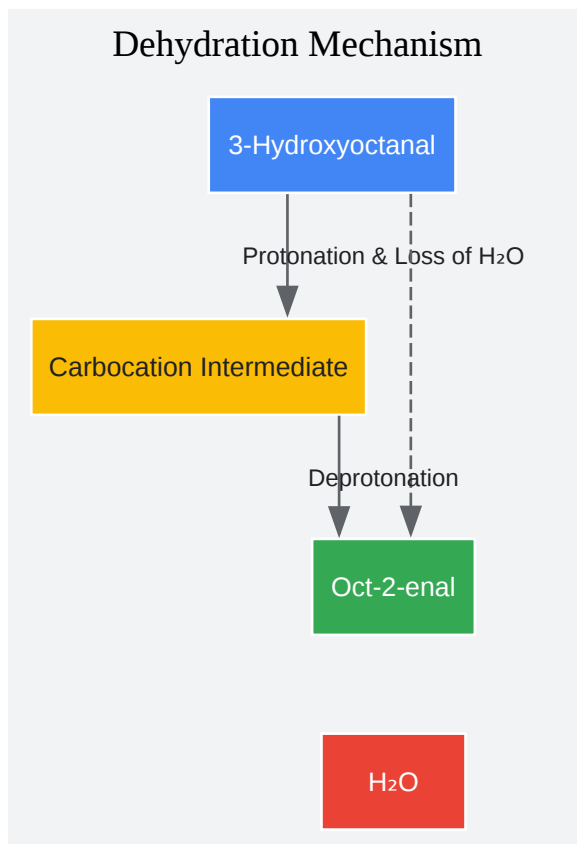 Dehydration Mechanism
3-Hydroxyoctanal
Protonation & Loss of H₂O
Carbocation Intermediate
Deprotonation
Oct-2-enal
H₂O